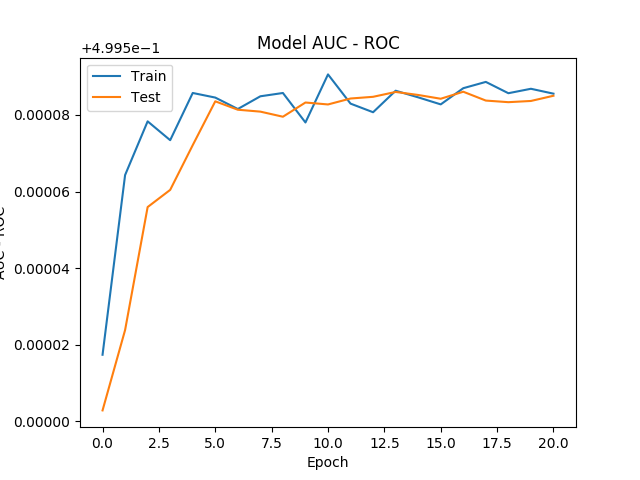 Model AUC - ROC
+4.995e−1
Train
Test
0.00008
0.00006
0.00004
0.00002
0.00000
AUC - ROC
0.0 2.5 5.0 7.5 10.0 12.5 15.0 17.5 20.0
Epoch